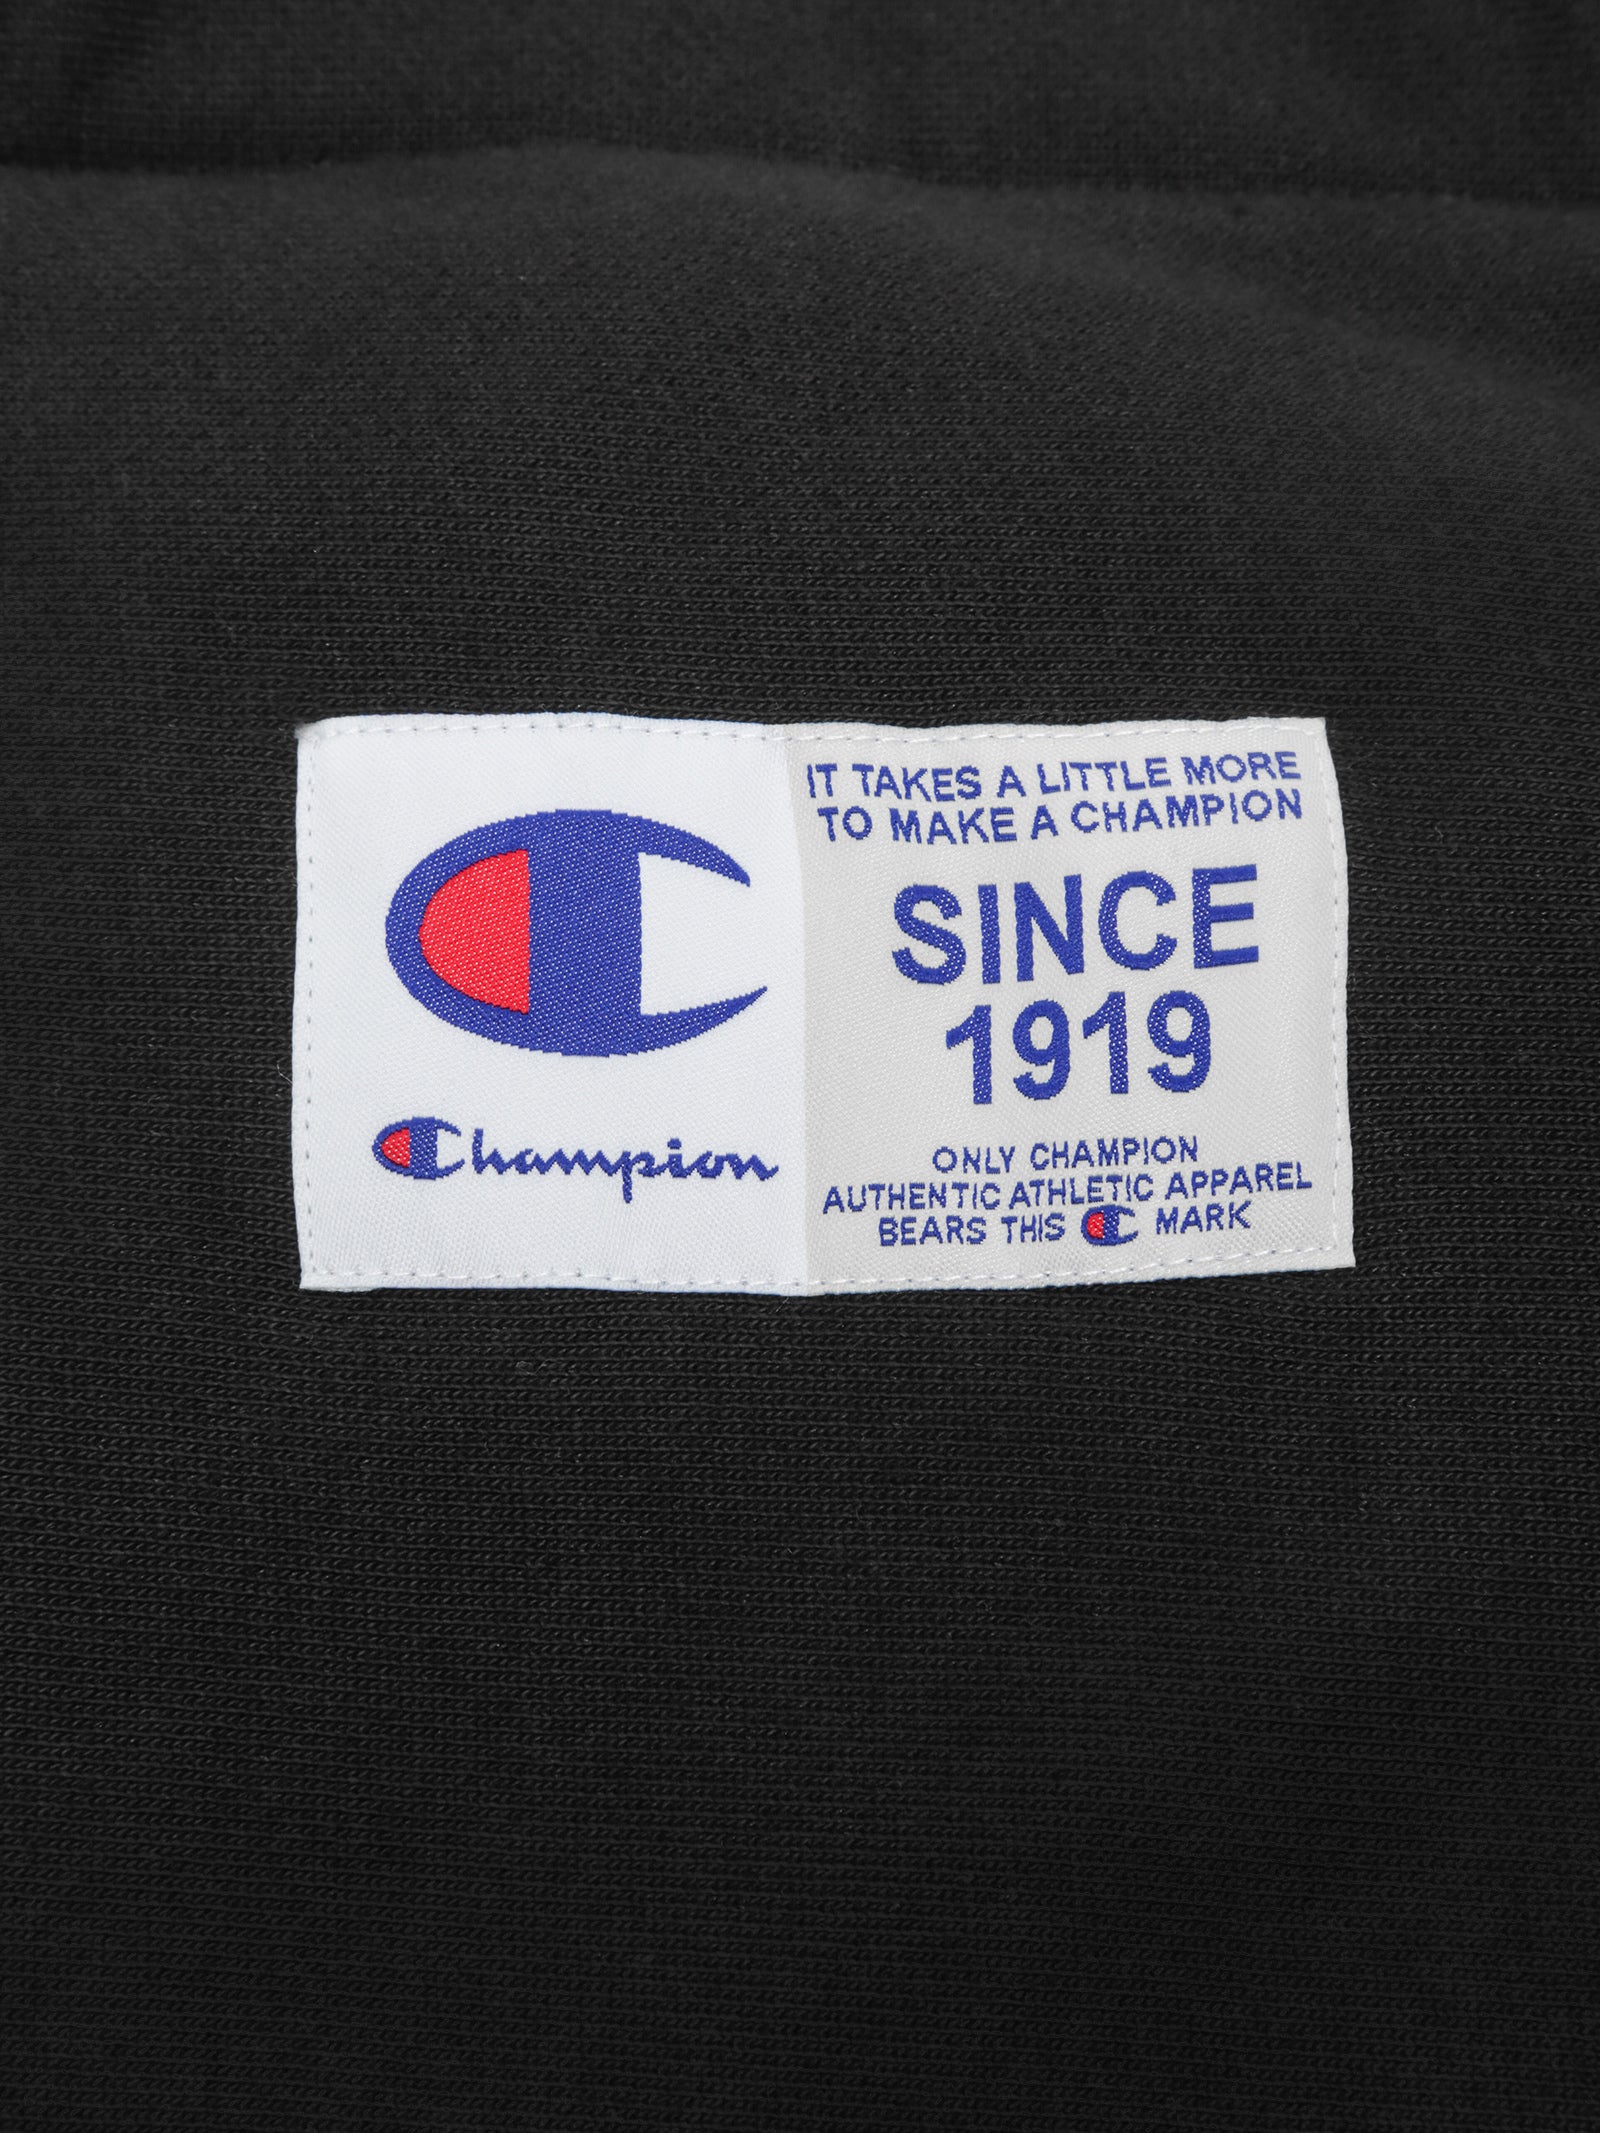 Champion
IT TAKES A LITTLE MORE
TO MAKE A CHAMPION
SINCE
1919
ONLY CHAMPION
AUTHENTIC ATHLETIC APPAREL
BEARS THIS C MARK